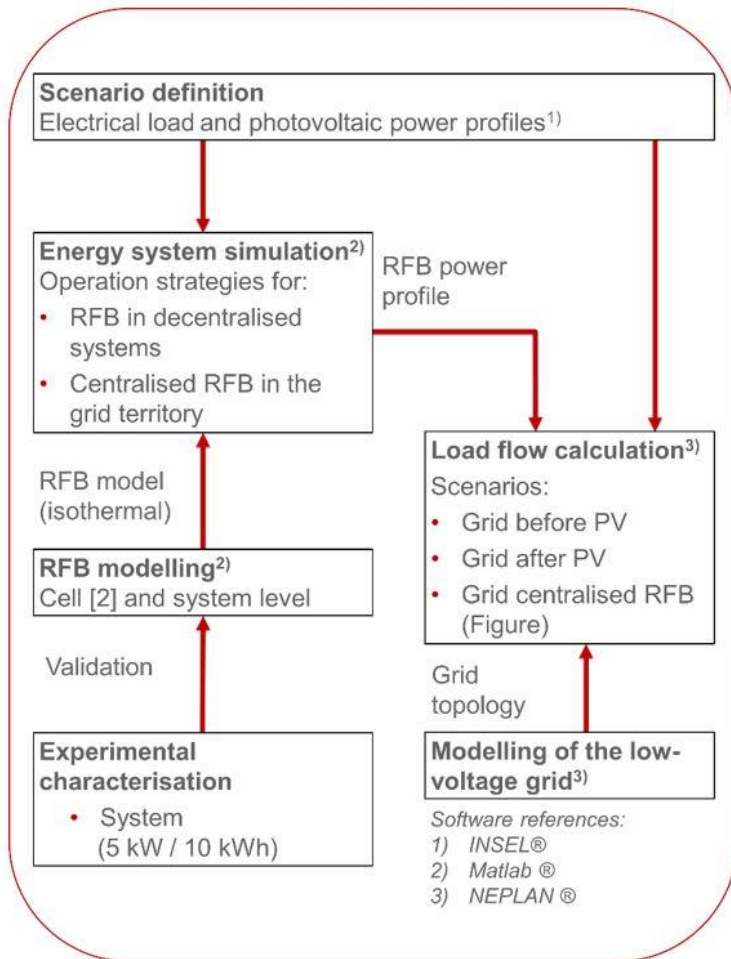 Scenario definition
Electrical load and photovoltaic power profiles1)
Energy system simulation2)
Operation strategies for:
• RFB in decentralised
systems
• Centralised RFB in the
grid territory
RFB power
profile
Load flow calculation3)
Scenarios:
• Grid before PV
• Grid after PV
• Grid centralised RFB
(Figure)
RFB model
(isothermal)
RFB modelling2)
Cell [2] and system level
Validation
Grid
topology
Experimental
characterisation
• System
(5 kW / 10 kWh)
Modelling of the low-
voltage grid3)
Software references:
1) INSEL®
2) Matlab ®
3) NEPLAN ®